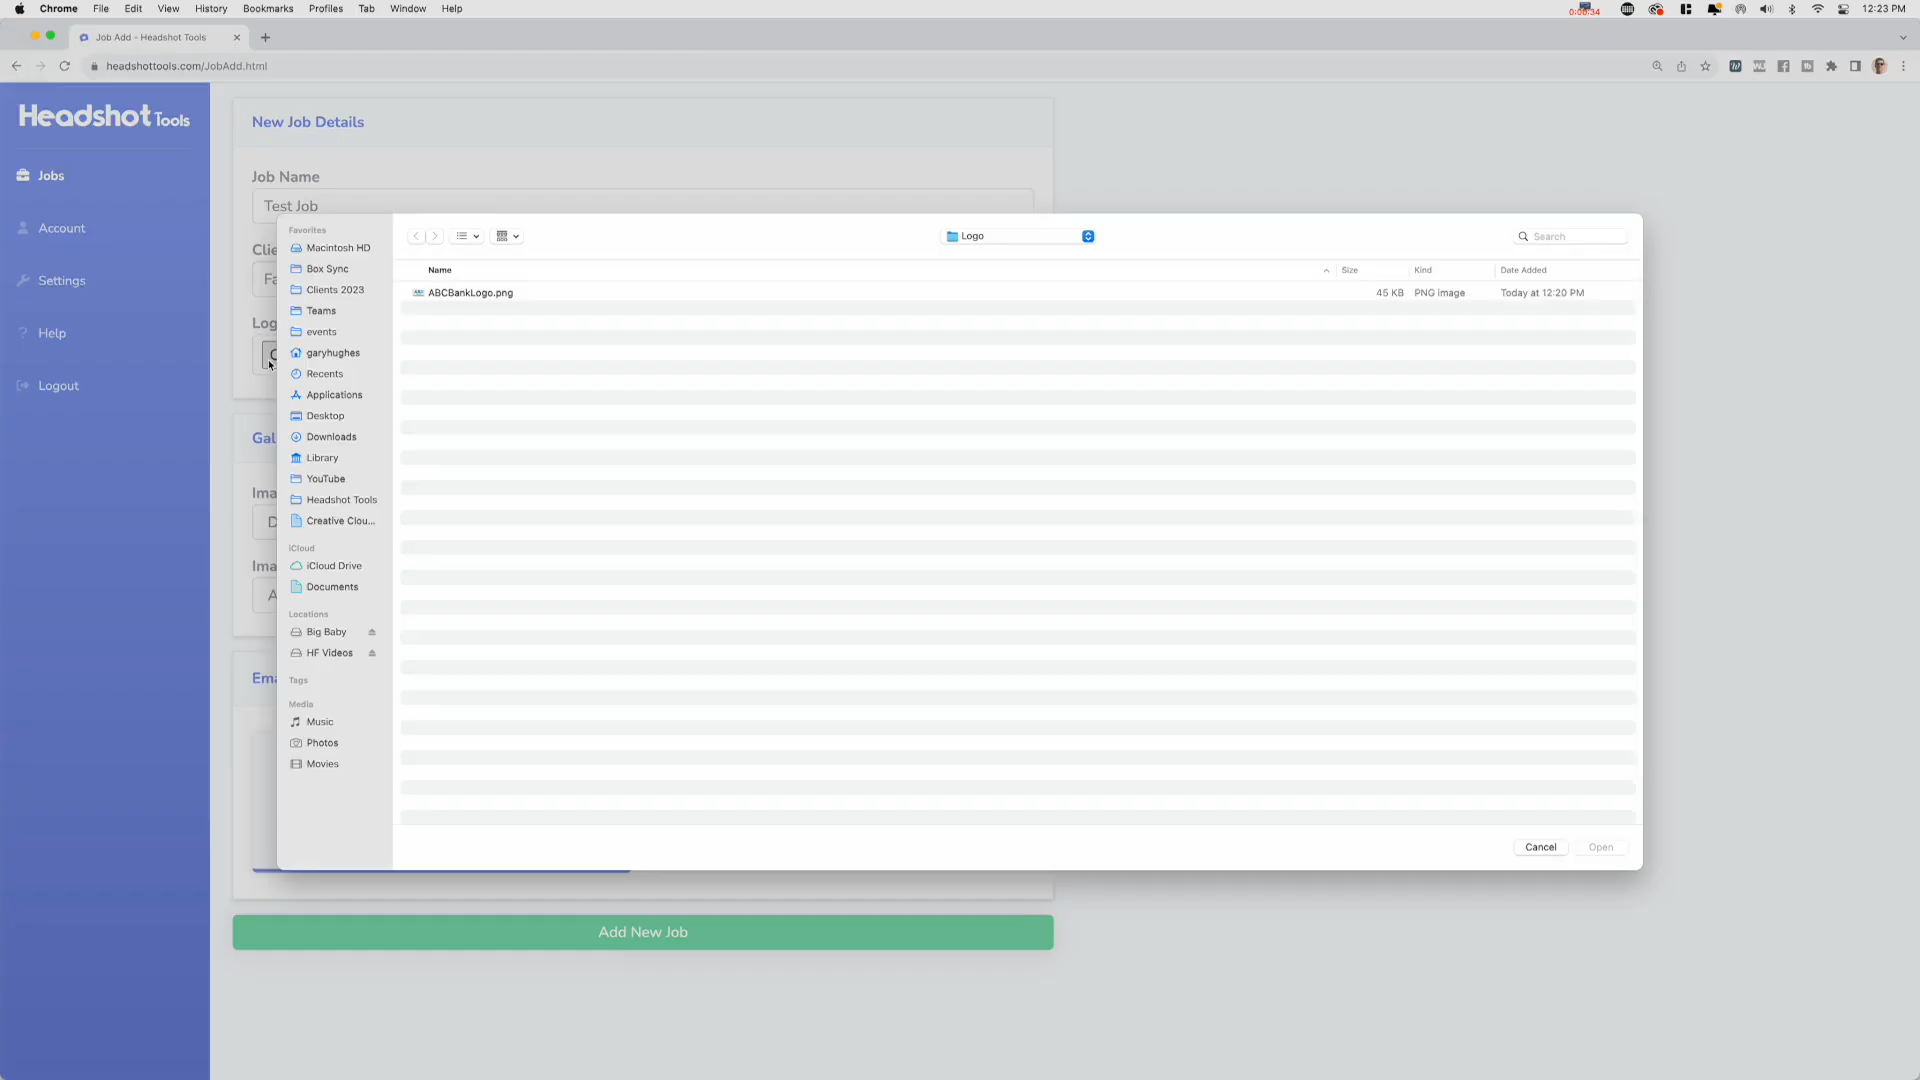 Chrome File Edit View History Bookmarks Profiles Tab Window Help 0:06:34 12:23 PM
Job Add - Headshot Tools
headshottools.com/JobAdd.html
Headshot Tools
Jobs
Account
Settings
Help
Logout
New Job Details
Job Name
Test Job
Favorites
Macintosh HD
Box Sync
Clients 2023
Teams
events
garyhughes
Recents
Applications
Desktop
Downloads
Library
YouTube
Headshot Tools
Creative Clou...
iCloud
iCloud Drive
Documents
Locations
Big Baby
HF Videos
Tags
Media
Music
Photos
Movies
Logo
Search
Name Size Kind Date Added
ABCBankLogo.png 45 KB PNG image Today at 12:20 PM
Cancel Open
Add New Job